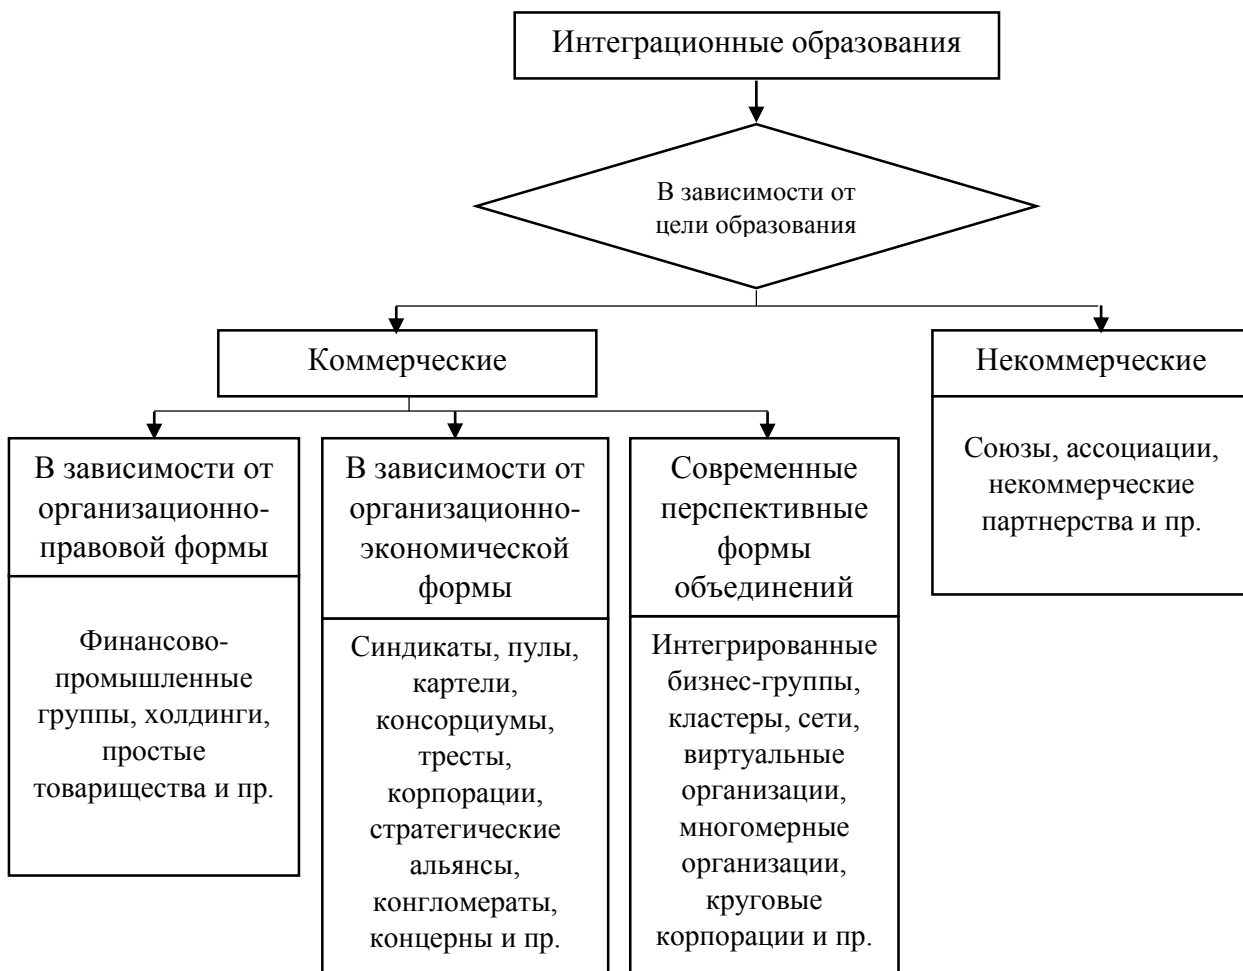 Интеграционные образования
В зависимости от
цели образования
Коммерческие
Некоммерческие
Союзы, ассоциации,
некоммерческие
партнерства и пр.
В зависимости от
организационно-
правовой формы
Финансово-
промышленные
группы, холдинги,
простые
товарищества и пр.
В зависимости от
организационно-
экономической
формы
Синдикаты, пулы,
картели,
консорциумы,
тресты,
корпорации,
стратегические
альянсы,
конгломераты,
концерны и пр.
Современные
перспективные
формы
объединений
Интегрированные
бизнес-группы,
кластеры, сети,
виртуальные
организации,
многомерные
организации,
круговые
корпорации и пр.